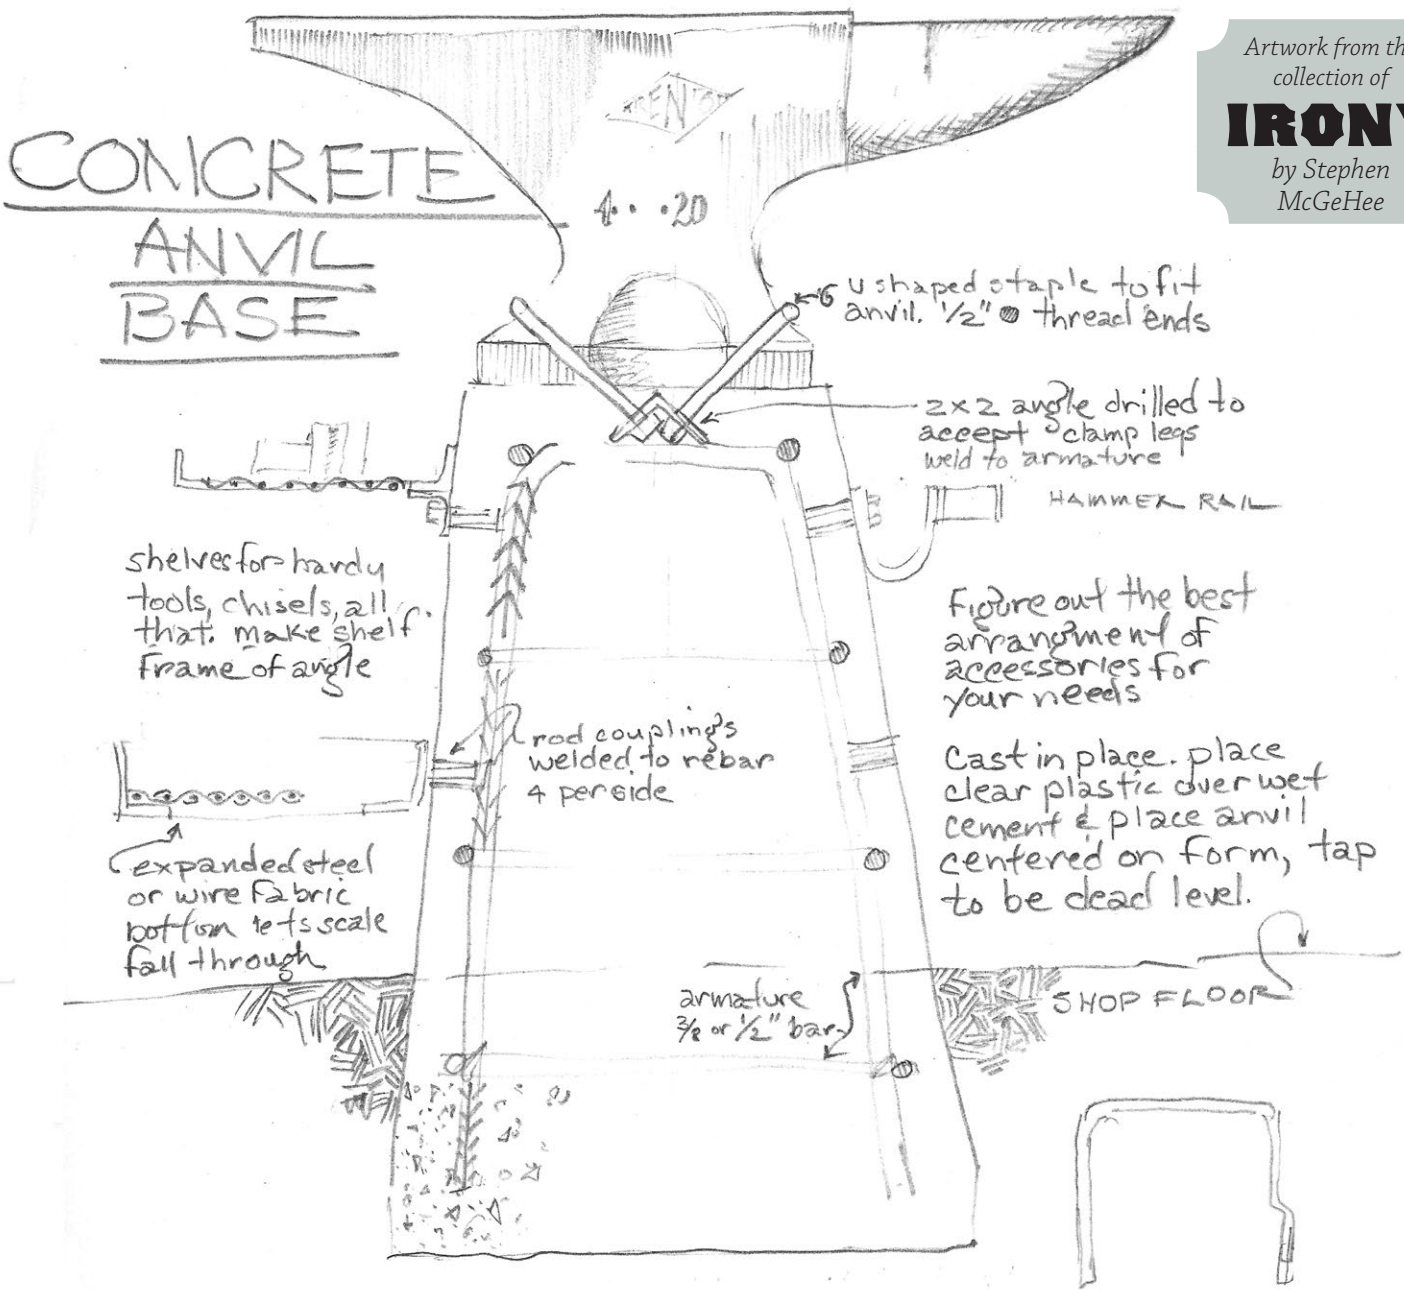 Artwork from th
collection of
IRONY
by Stephen
McGeHee
CONCRETE
ANVIL
BASE
TRENTON
4 . . . 20
U shaped staple to fit
anvil. 1/2" thread ends
2x2 angle drilled to
accept clamp legs
weld to armature
HAMMER RAIL
shelves for hardy
tools, chisels, all
that. make shelf
Frame of angle
Figure out the best
arrangment of
accessories for
your needs
rod couplings
welded to rebar
4 per side
Cast in place. place
clear plastic over wet
cement & place anvil
centered on form, tap
to be dead level.
expanded steel
or wire fabric
bottom lets scale
fall through
armature
3/8 or 1/2" bar
SHOP FLOOR